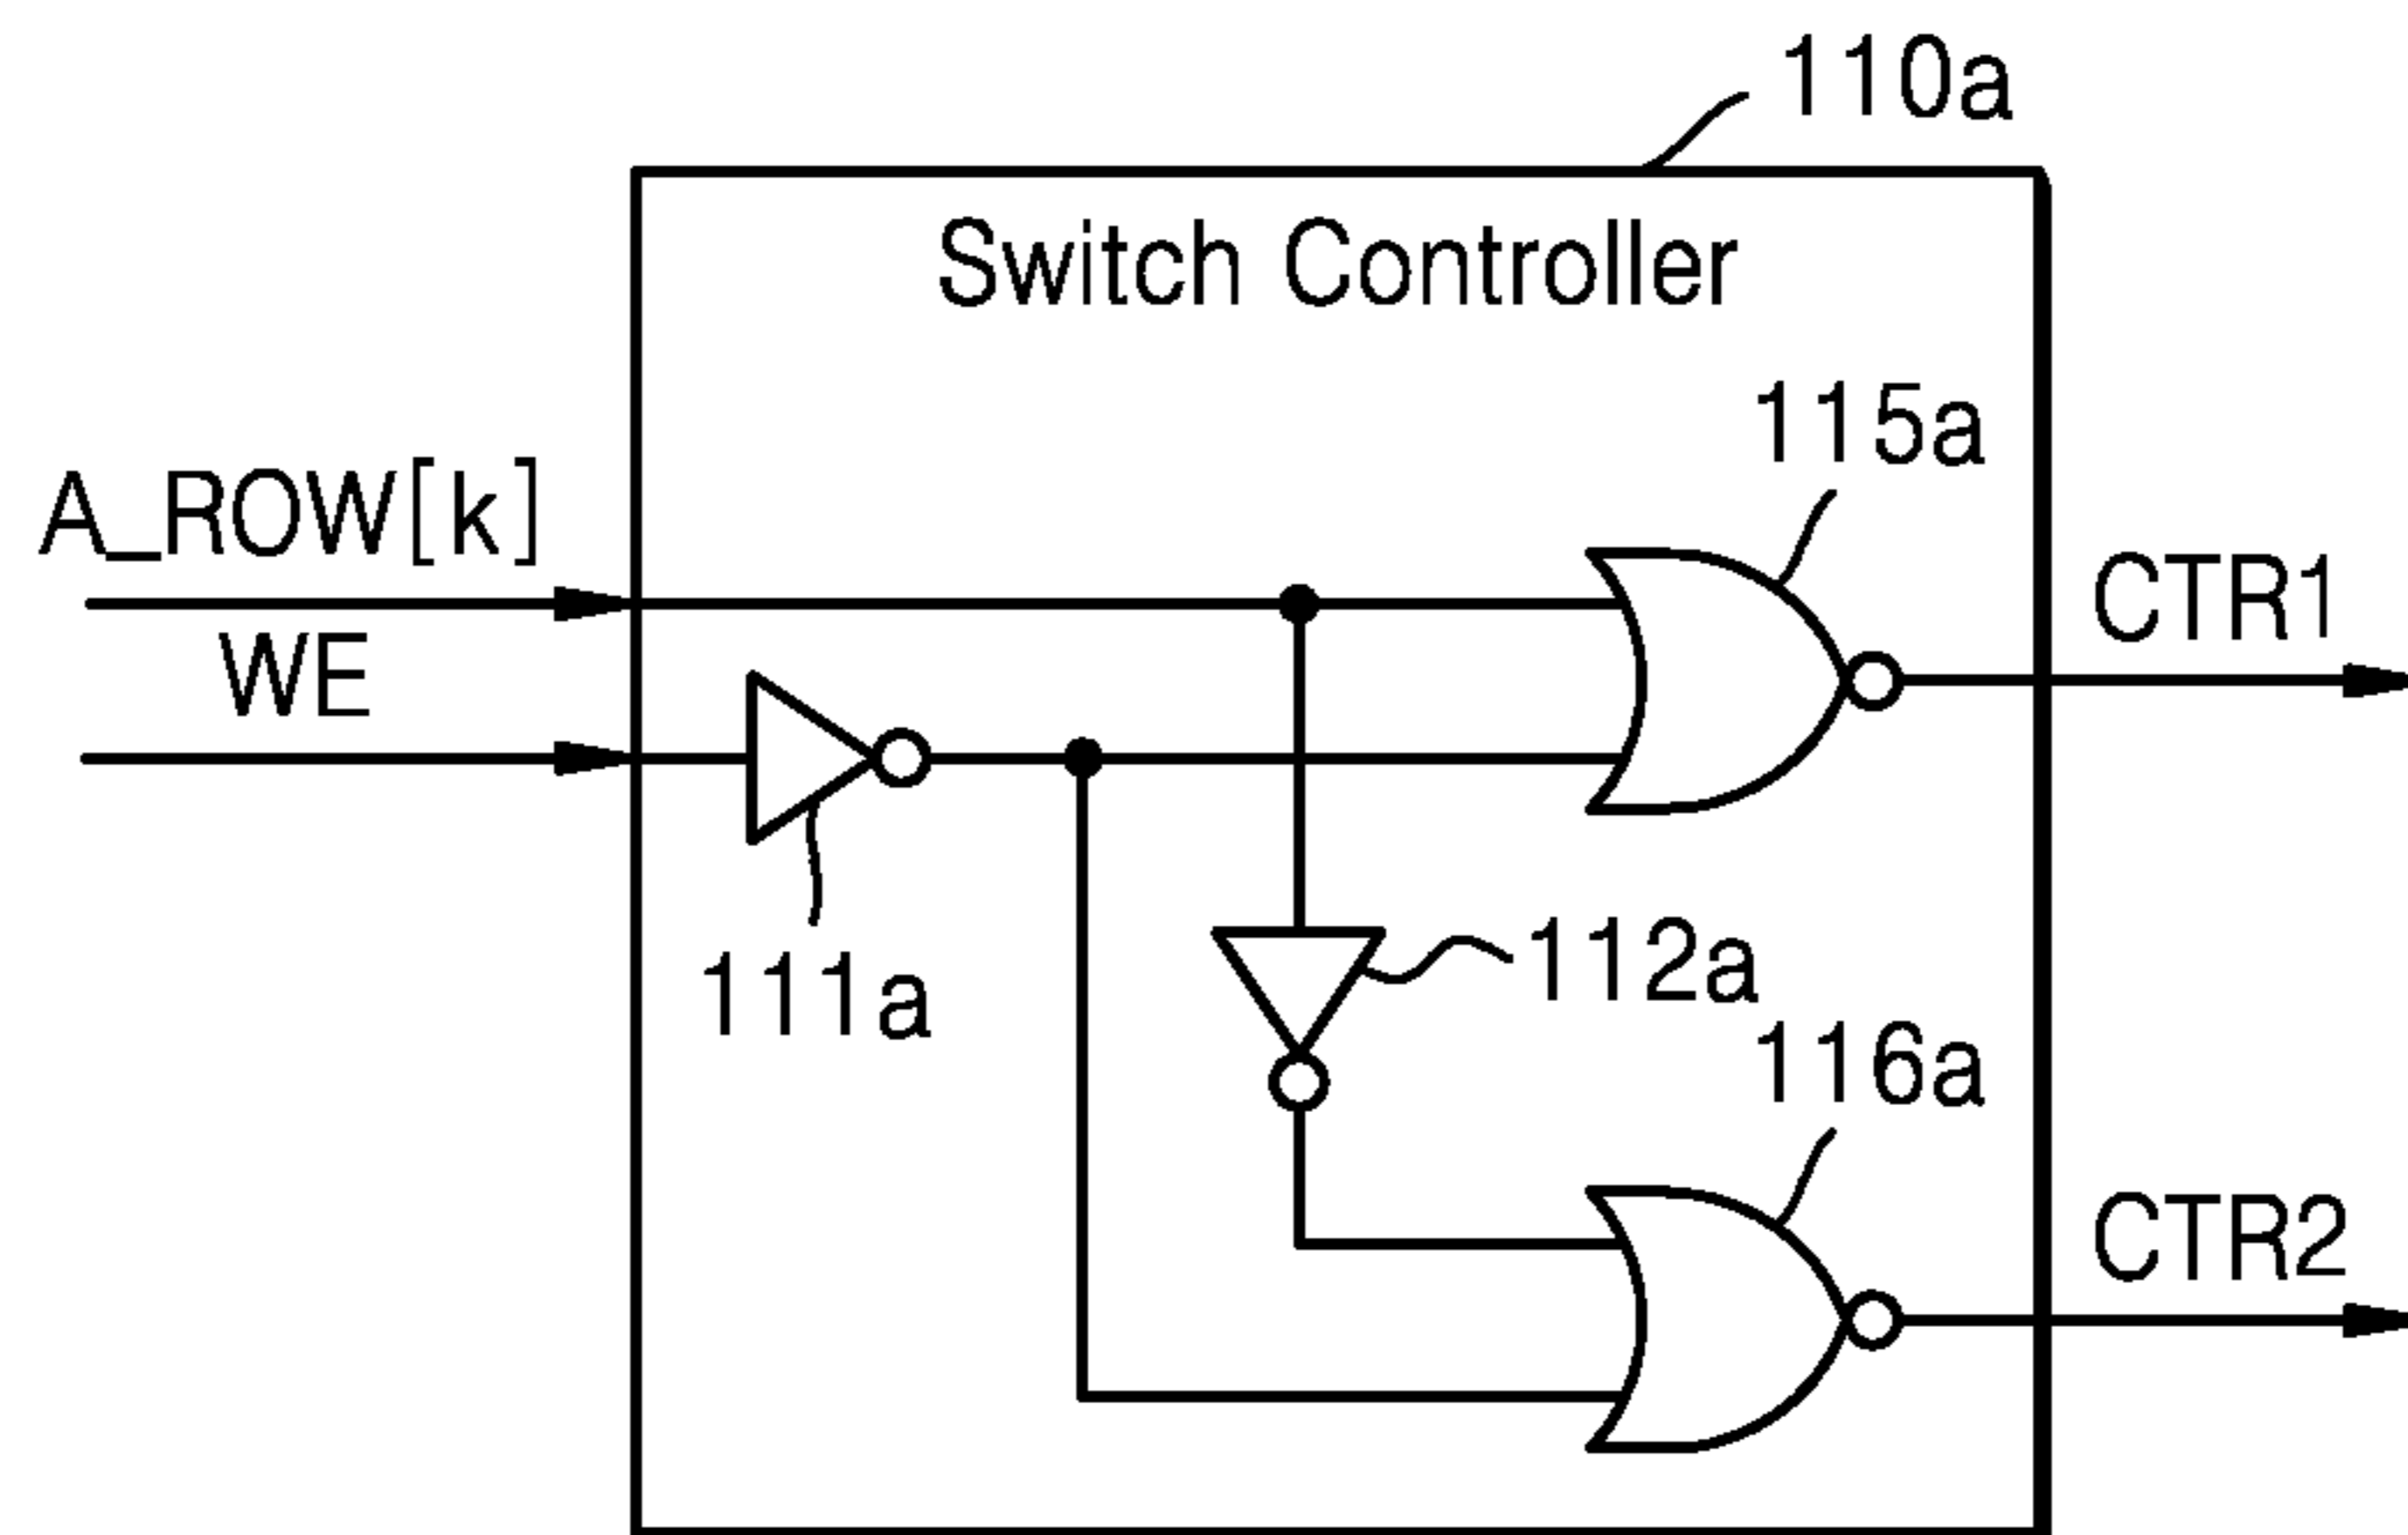 110a
Switch Controller
115a
A_ROW[k]
CTR1
WE
112a
111a
116a
CTR2